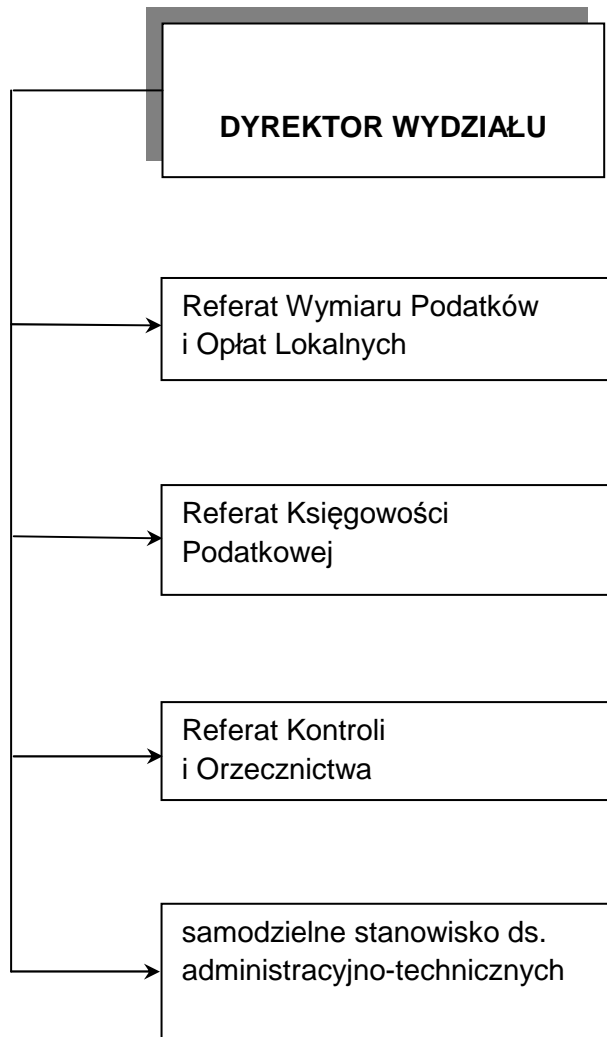 DYREKTOR WYDZIAŁU
Referat Wymiaru Podatków
i Opłat Lokalnych
Referat Księgowości
Podatkowej
Referat Kontroli
i Orzecznictwa
samodzielne stanowisko ds.
administracyjno-technicznych